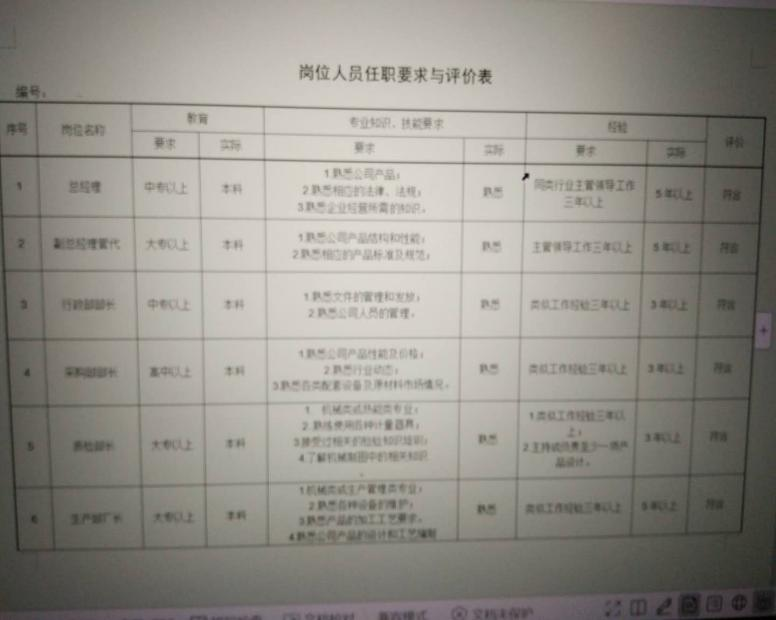 岗位人员任职要求与评价表
编号：
序号 岗位名称 教育 专业知识、技能要求 经验 评价
要求 实际 要求 实际 要求 实际
1 总经理 中专以上 本科 1.熟悉公司产品； 熟悉 同类行业主管领导工作 5年以上 符合
2.熟悉相应的法律、法规； 三年以上
3.熟悉企业经营所需的知识。
2 副总经理管代 大专以上 本科 1.熟悉公司产品结构和性能； 熟悉 主管领导工作三年以上 5年以上 符合
2.熟悉相应的产品标准及规范；
3 行政部部长 中专以上 本科 1.熟悉文件的管理和发放； 熟悉 类似工作经验三年以上 3年以上 符合
2.熟悉公司人员的管理。
4 采购部部长 高中以上 本科 1.熟悉公司产品性能及价格； 熟悉 类似工作经验三年以上 3年以上 符合
2.熟悉行业动态；
3.熟悉各类配套设备及原材料市场情况。
5 质检部长 大专以上 本科 1. 机械类或热能类专业； 熟悉 1.类似工作经验三年以 3年以上 符合
2.熟练使用各种计量器具； 上；
3.接受过相关的检验知识培训； 2.主持或负责至少一项产
4.了解机械制图中的相关知识 品设计。
6 生产部厂长 大专以上 本科 1.机械类或生产管理类专业； 熟悉 类似工作经验三年以上 5年以上 符合
2.熟悉各种设备的维护；
3.熟悉产品的加工工艺要求。
4.熟悉公司产品的设计和工艺编制
文档校对 兼容模式 文档未保护